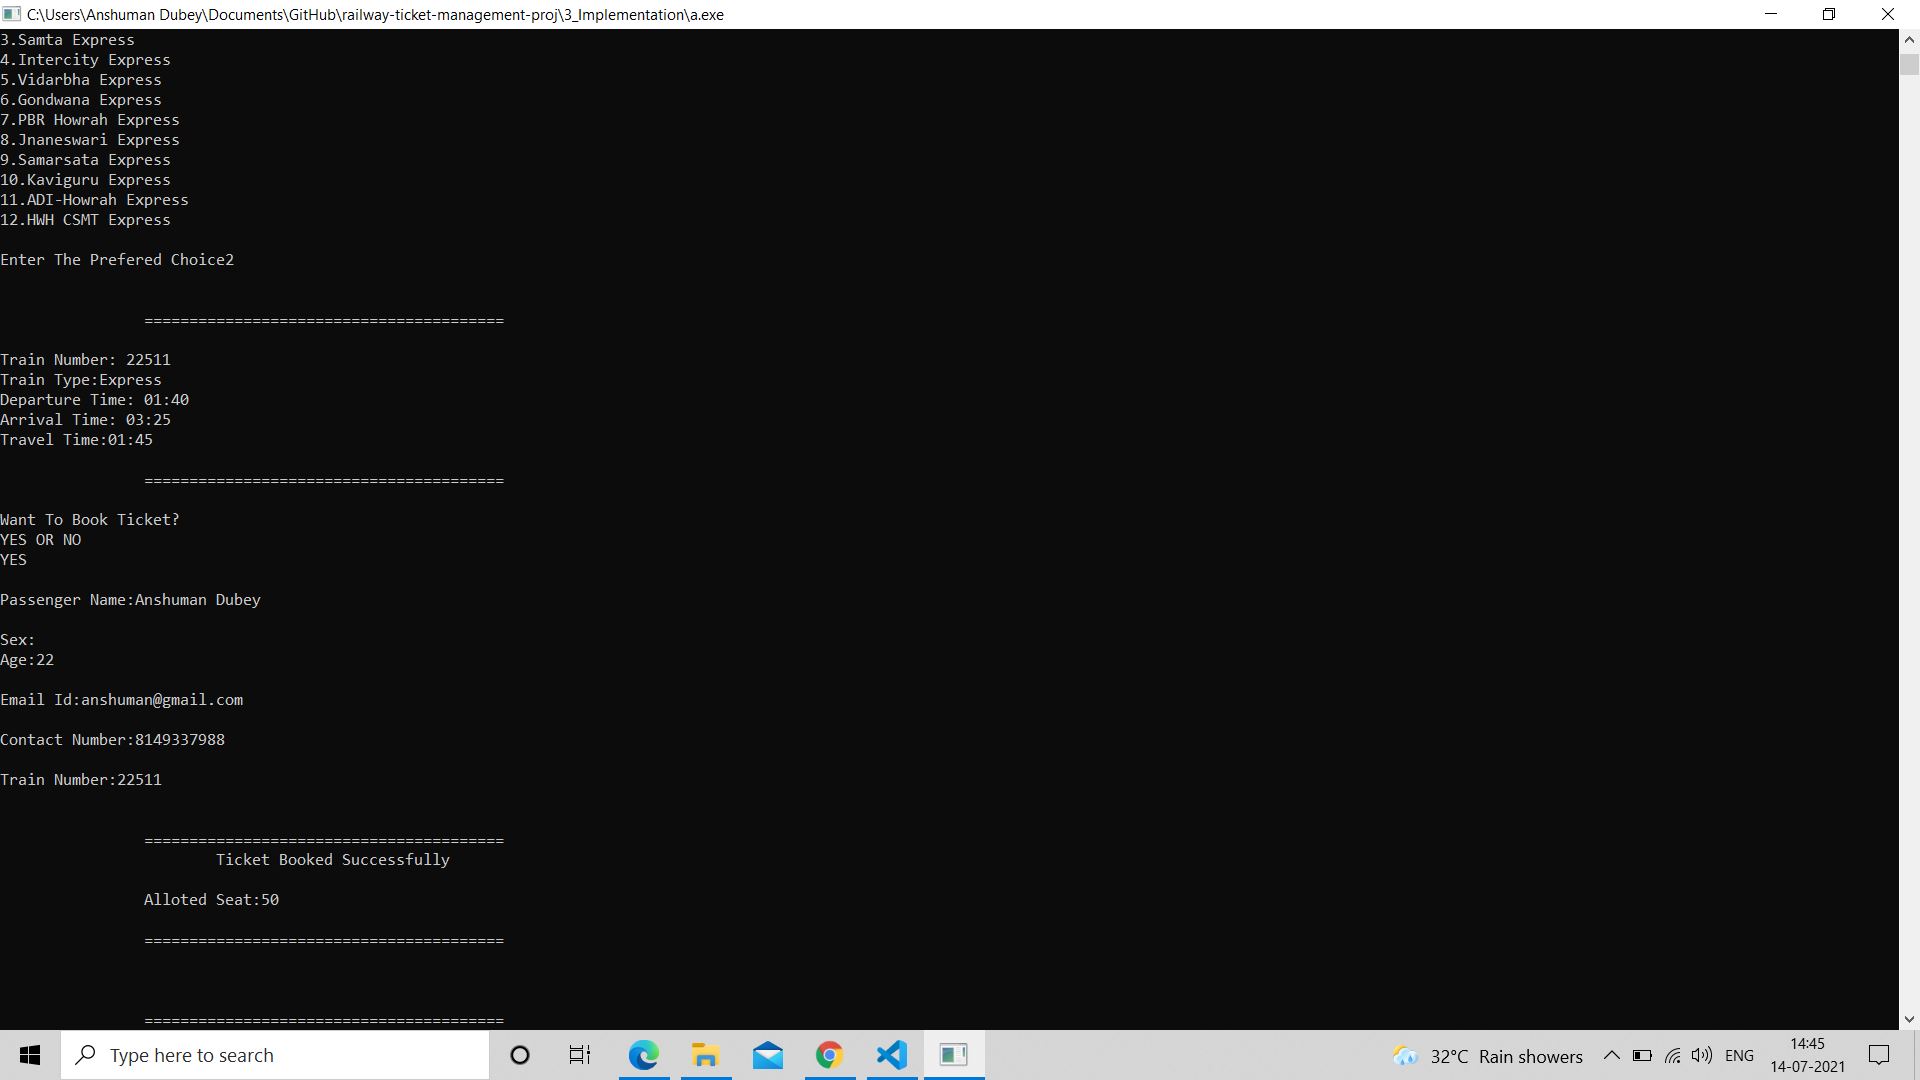 C:\Users\Anshuman Dubey\Documents\GitHub\railway-ticket-management-proj\3_Implementation\a.exe
3.Samta Express
4.Intercity Express
5.Vidarbha Express
6.Gondwana Express
7.PBR Howrah Express
8.Jnaneswari Express
9.Samarsata Express
10.Kaviguru Express
11.ADI-Howrah Express
12.HWH CSMT Express
Enter The Prefered Choice2
========================================
Train Number: 22511
Train Type:Express
Departure Time: 01:40
Arrival Time: 03:25
Travel Time:01:45
========================================
Want To Book Ticket?
YES OR NO
YES
Passenger Name:Anshuman Dubey
Sex:
Age:22
Email Id:anshuman@gmail.com
Contact Number:8149337988
Train Number:22511
========================================
Ticket Booked Successfully
Alloted Seat:50
========================================
========================================
Type here to search
32°C Rain showers
ENG
14:45
14-07-2021